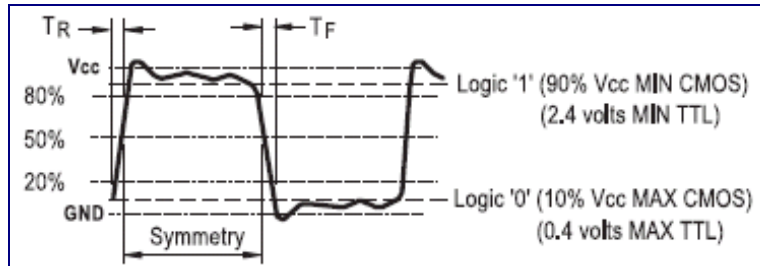 TR
TF
Vcc
Logic '1' (90% Vcc MIN CMOS)
80%
(2.4 volts MIN TTL)
50%
20%
Logic '0' (10% Vcc MAX CMOS)
GND
(0.4 volts MAX TTL)
Symmetry